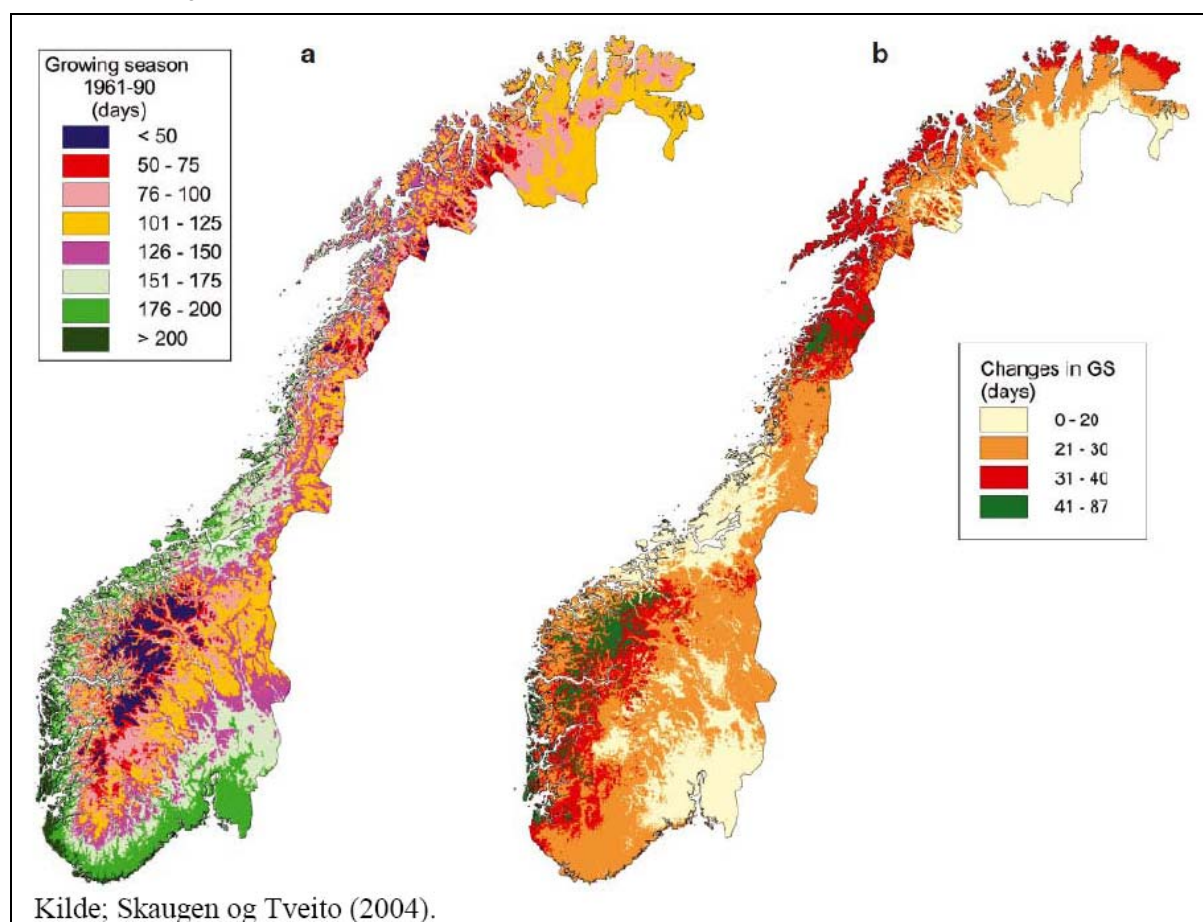 a
b
Growing season
1961-90
(days)
< 50
50 - 75
76 - 100
101 - 125
126 - 150
151 - 175
176 - 200
> 200
Changes in GS
(days)
0 - 20
21 - 30
31 - 40
41 - 87
Kilde; Skaugen og Tveito (2004).